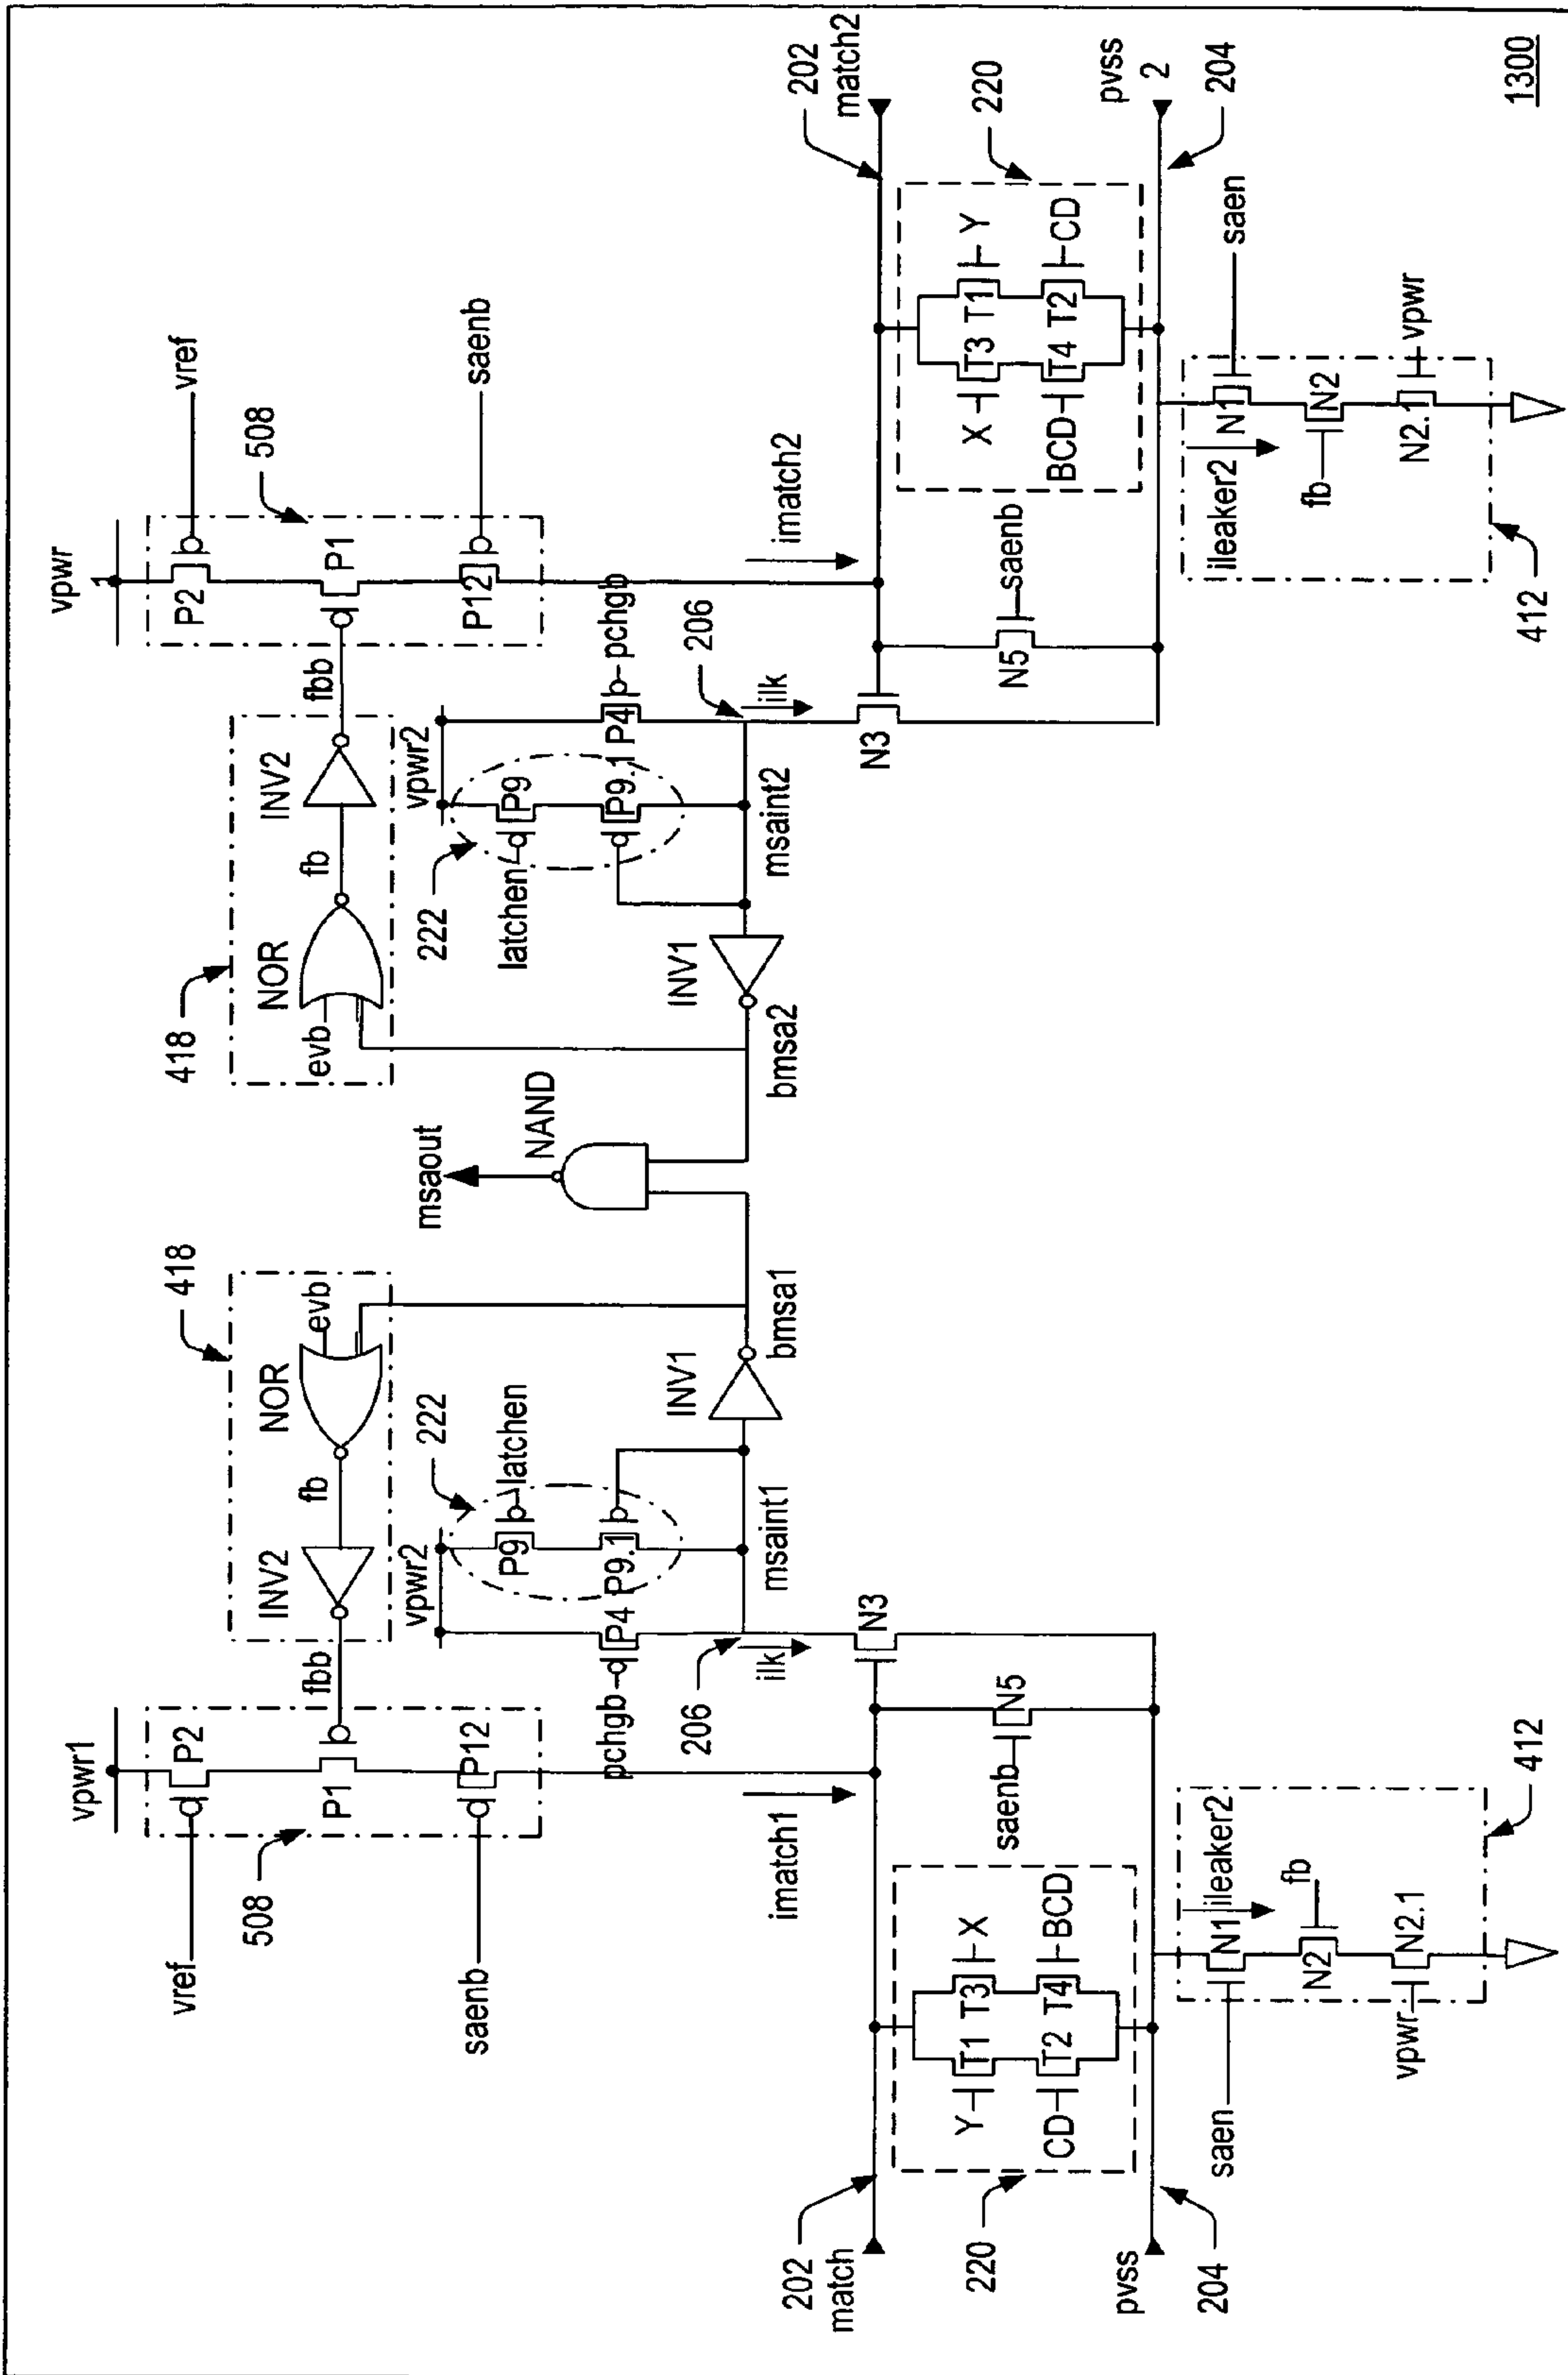 vpwr1
P2
vref
P1
508
P12
saenb
fbb
INV2
fb
NOR
evb
418
vpwr2
P9
latchen
222
P4
P9.1
pchgb
206
ilk
msaint1
INV1
bmsa1
imatch1
N3
N5
saenb
202
match
Y
T1
T3
X
CD
T2
T4
BCD
220
pvss
204
saen
N1
ileaker2
N2
fb
N2.1
vpwr
412
msaout
NAND
418
NOR
evb
fb
INV2
fbb
vpwr
1
P2
vref
508
P1
P12
saenb
vpwr2
222
P9
latchen
P9.1
P4
pchgb
206
ilk
msaint2
INV1
bmsa2
imatch2
N3
N5
saenb
202
match2
X
T3
T1
Y
BCD
T4
T2
CD
220
pvss
2
204
ileaker2
N1
saen
fb
N2
N2.1
vpwr
412
1300